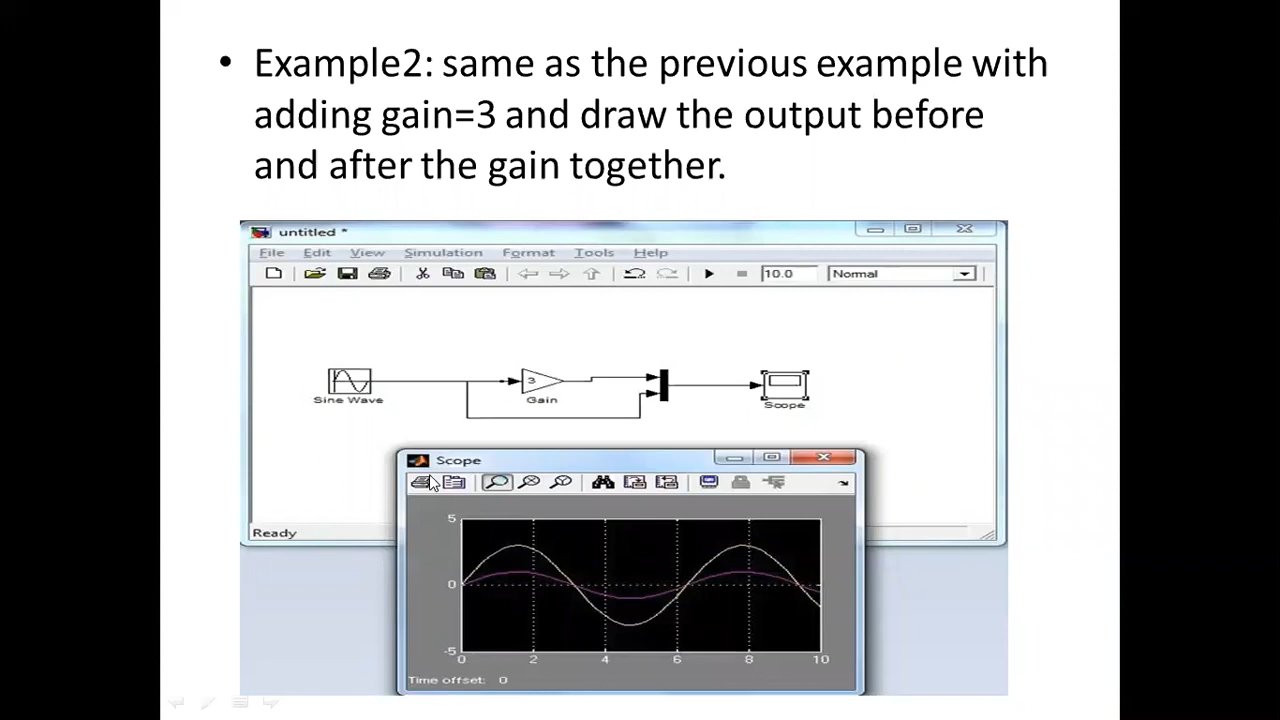 • Example2: same as the previous example with
adding gain=3 and draw the output before
and after the gain together.
untitled *
File Edit View Simulation Format Tools Help
10.0 Normal
3
Sine Wave
Gain
Scope
Scope
Ready
5
0
-5
0 2 4 6 8 10
Time offset: 0